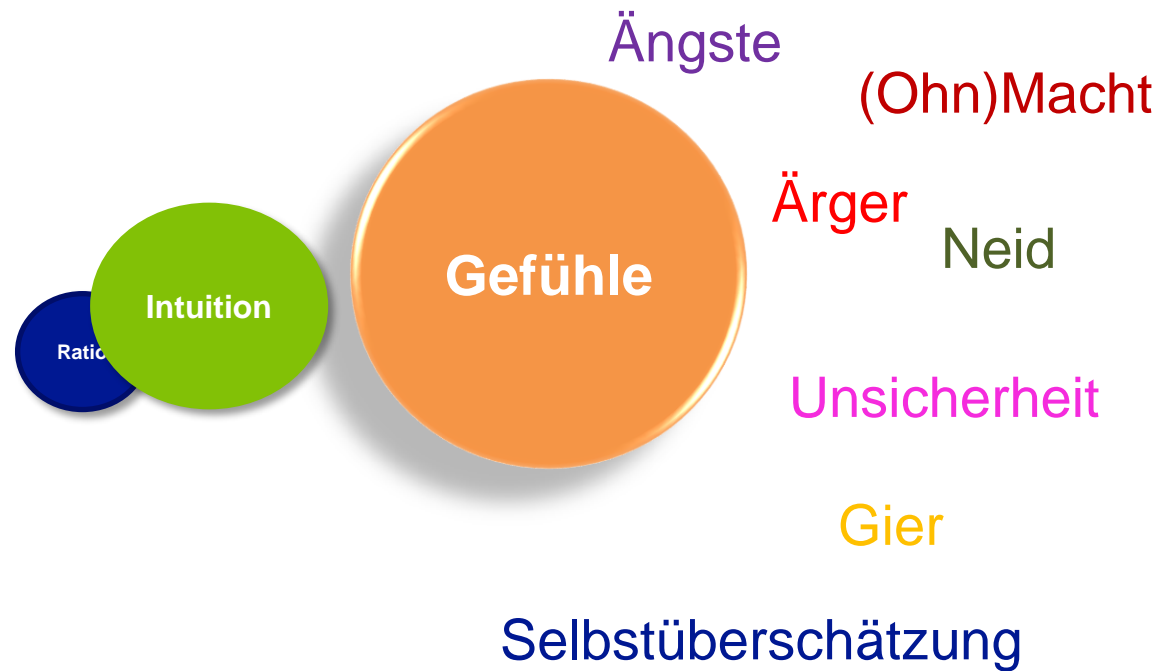 Ängste
(Ohn)Macht
Ärger
Neid
Gefühle
Intuition
Ratio
Unsicherheit
Gier
Selbstüberschätzung